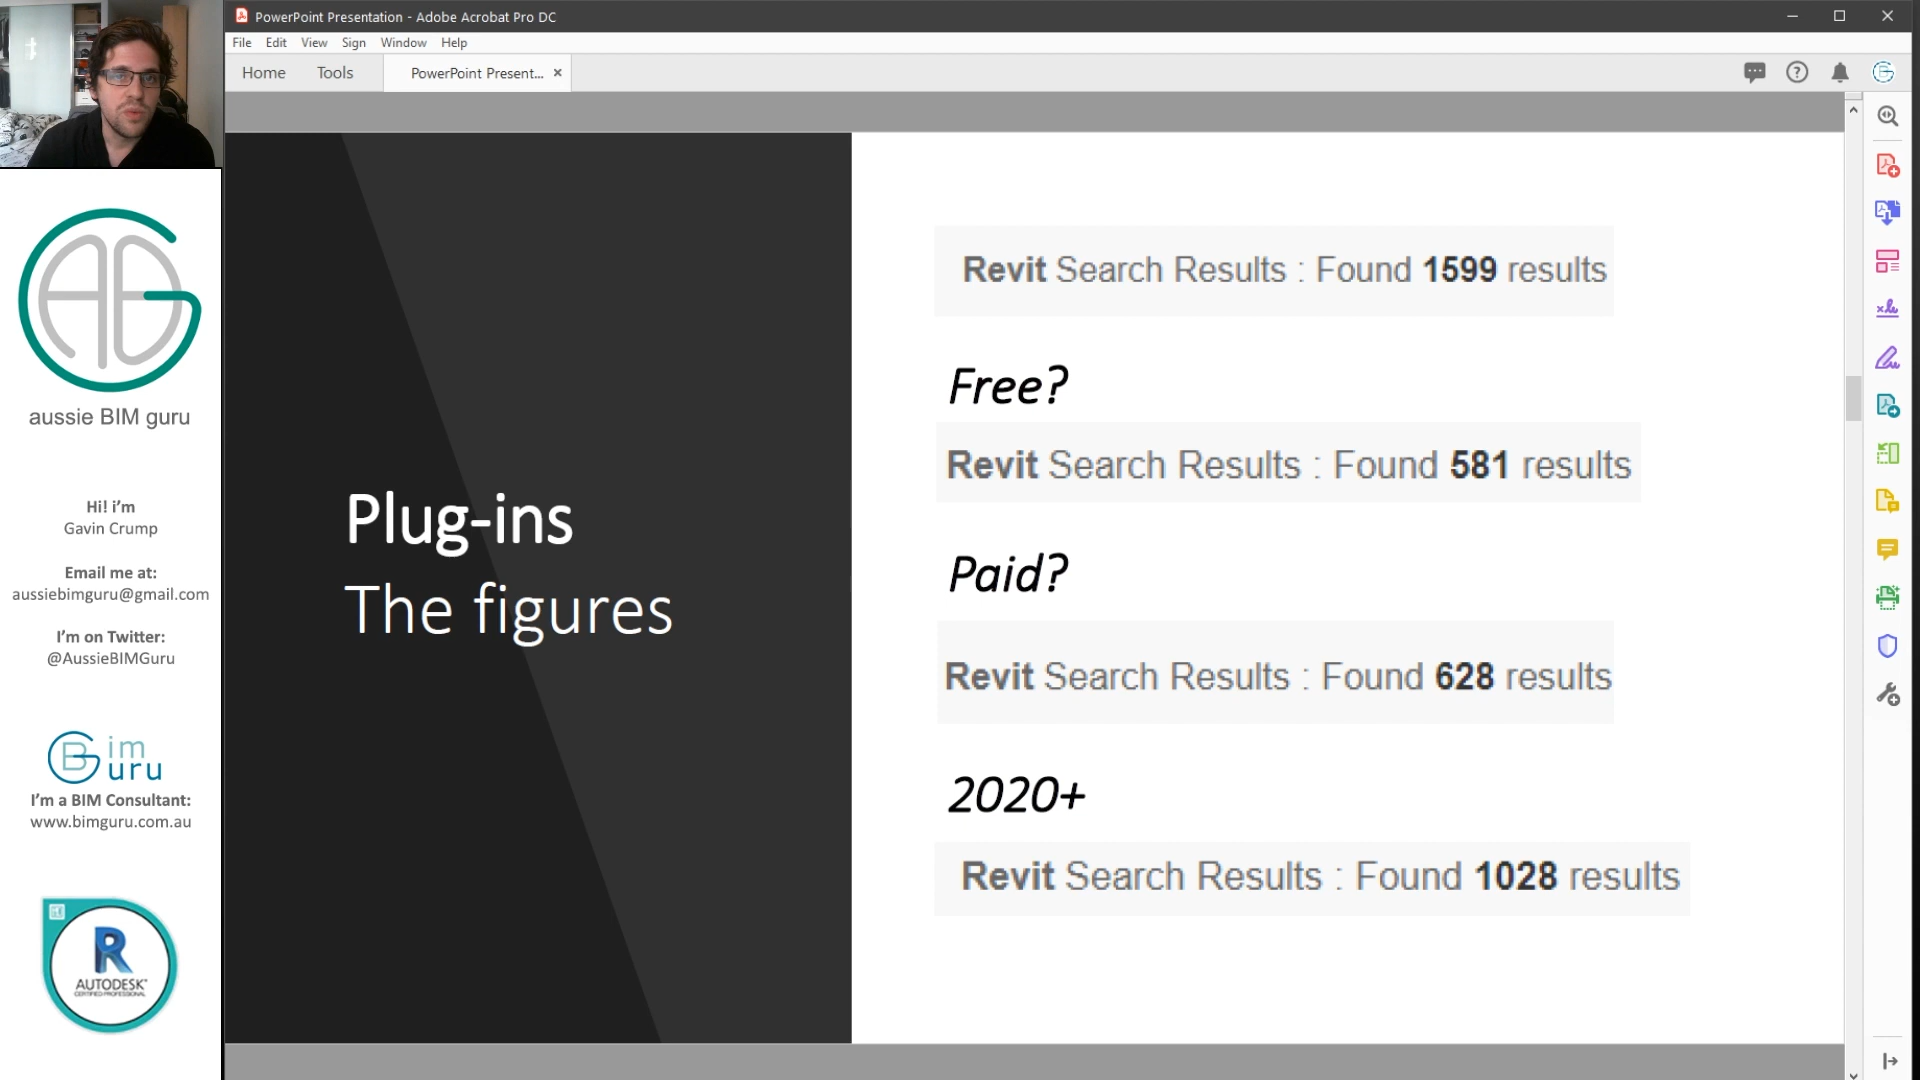 PowerPoint Presentation - Adobe Acrobat Pro DC
File Edit View Sign Window Help
Home Tools PowerPoint Present... ×
aussie BIM guru
Hi! i'm
Gavin Crump
Email me at:
aussiebimguru@gmail.com
I'm on Twitter:
@AussieBIMGuru
BG im
uru
I'm a BIM Consultant:
www.bimguru.com.au
R
AUTODESK
CERTIFIED PROFESSIONAL
Plug-ins
The figures
Revit Search Results : Found 1599 results
Free?
Revit Search Results : Found 581 results
Paid?
Revit Search Results : Found 628 results
2020+
Revit Search Results : Found 1028 results